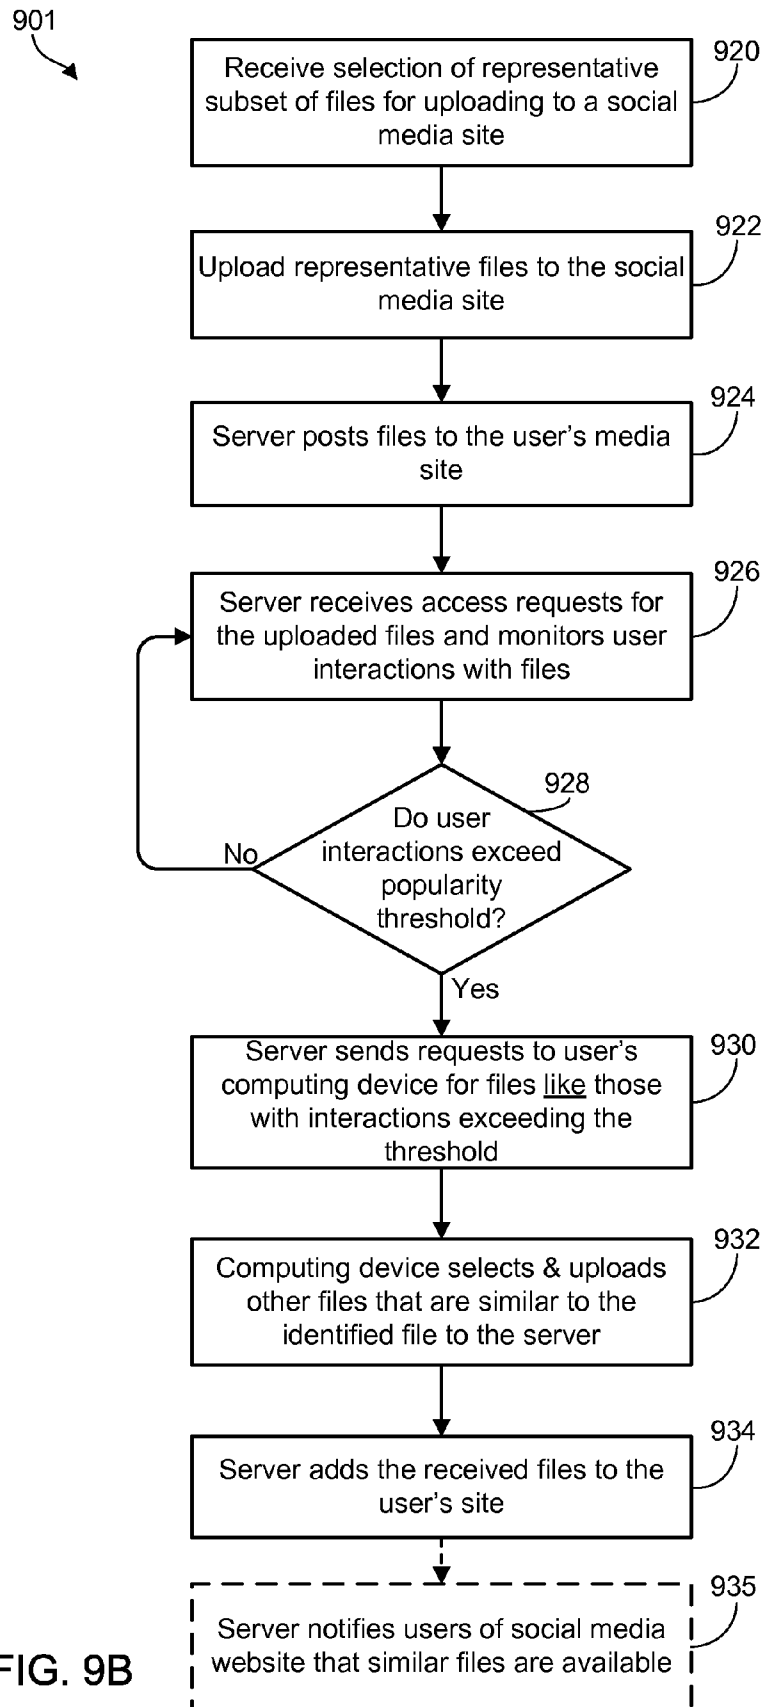 901
920
Receive selection of representative
subset of files for uploading to a social
media site
922
Upload representative files to the social
media site
924
Server posts files to the user's media
site
926
Server receives access requests for
the uploaded files and monitors user
interactions with files
928
Do user
interactions exceed
popularity
threshold?
No
Yes
930
Server sends requests to user's
computing device for files like those
with interactions exceeding the
threshold
932
Computing device selects & uploads
other files that are similar to the
identified file to the server
934
Server adds the received files to the
user's site
935
Server notifies users of social media
website that similar files are available
FIG. 9B